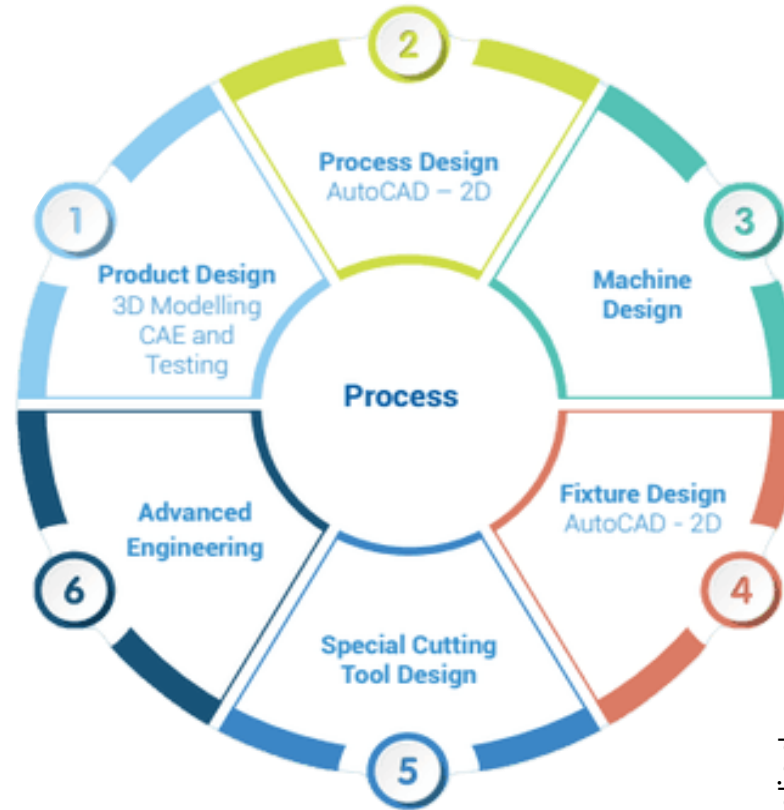 1
Product Design
3D Modelling
CAE and
Testing
2
Process Design
AutoCAD – 2D
3
Machine
Design
4
Fixture Design
AutoCAD - 2D
5
Special Cutting
Tool Design
6
Advanced
Engineering
Process